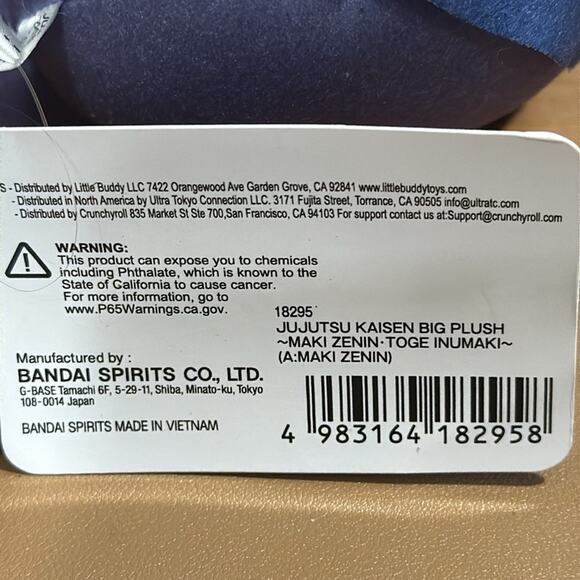 S - Distributed by Little Buddy LLC 7422 Orangewood Ave Garden Grove, CA 92841 www.littlebuddytoys.com
- Distributed in North America by Ultra Tokyo Connection LLC. 3171 Fujita Street, Torrance, CA 90505 info@ultratc.com
- Distributed by Crunchyroll 835 Market St Ste 700,San Francisco, CA 94103 For support contact us at:Support@crunchyroll.com
WARNING:
This product can expose you to chemicals
including Phthalate, which is known to the
State of California to cause cancer.
For more information, go to
www.P65Warnings.ca.gov.
Manufactured by :
BANDAI SPIRITS CO., LTD.
G-BASE Tamachi 6F, 5-29-11, Shiba, Minato-ku, Tokyo
108-0014 Japan
BANDAI SPIRITS MADE IN VIETNAM
18295
JUJUTSU KAISEN BIG PLUSH
~MAKI ZENIN·TOGE INUMAKI~
(A:MAKI ZENIN)
4 983164 182958